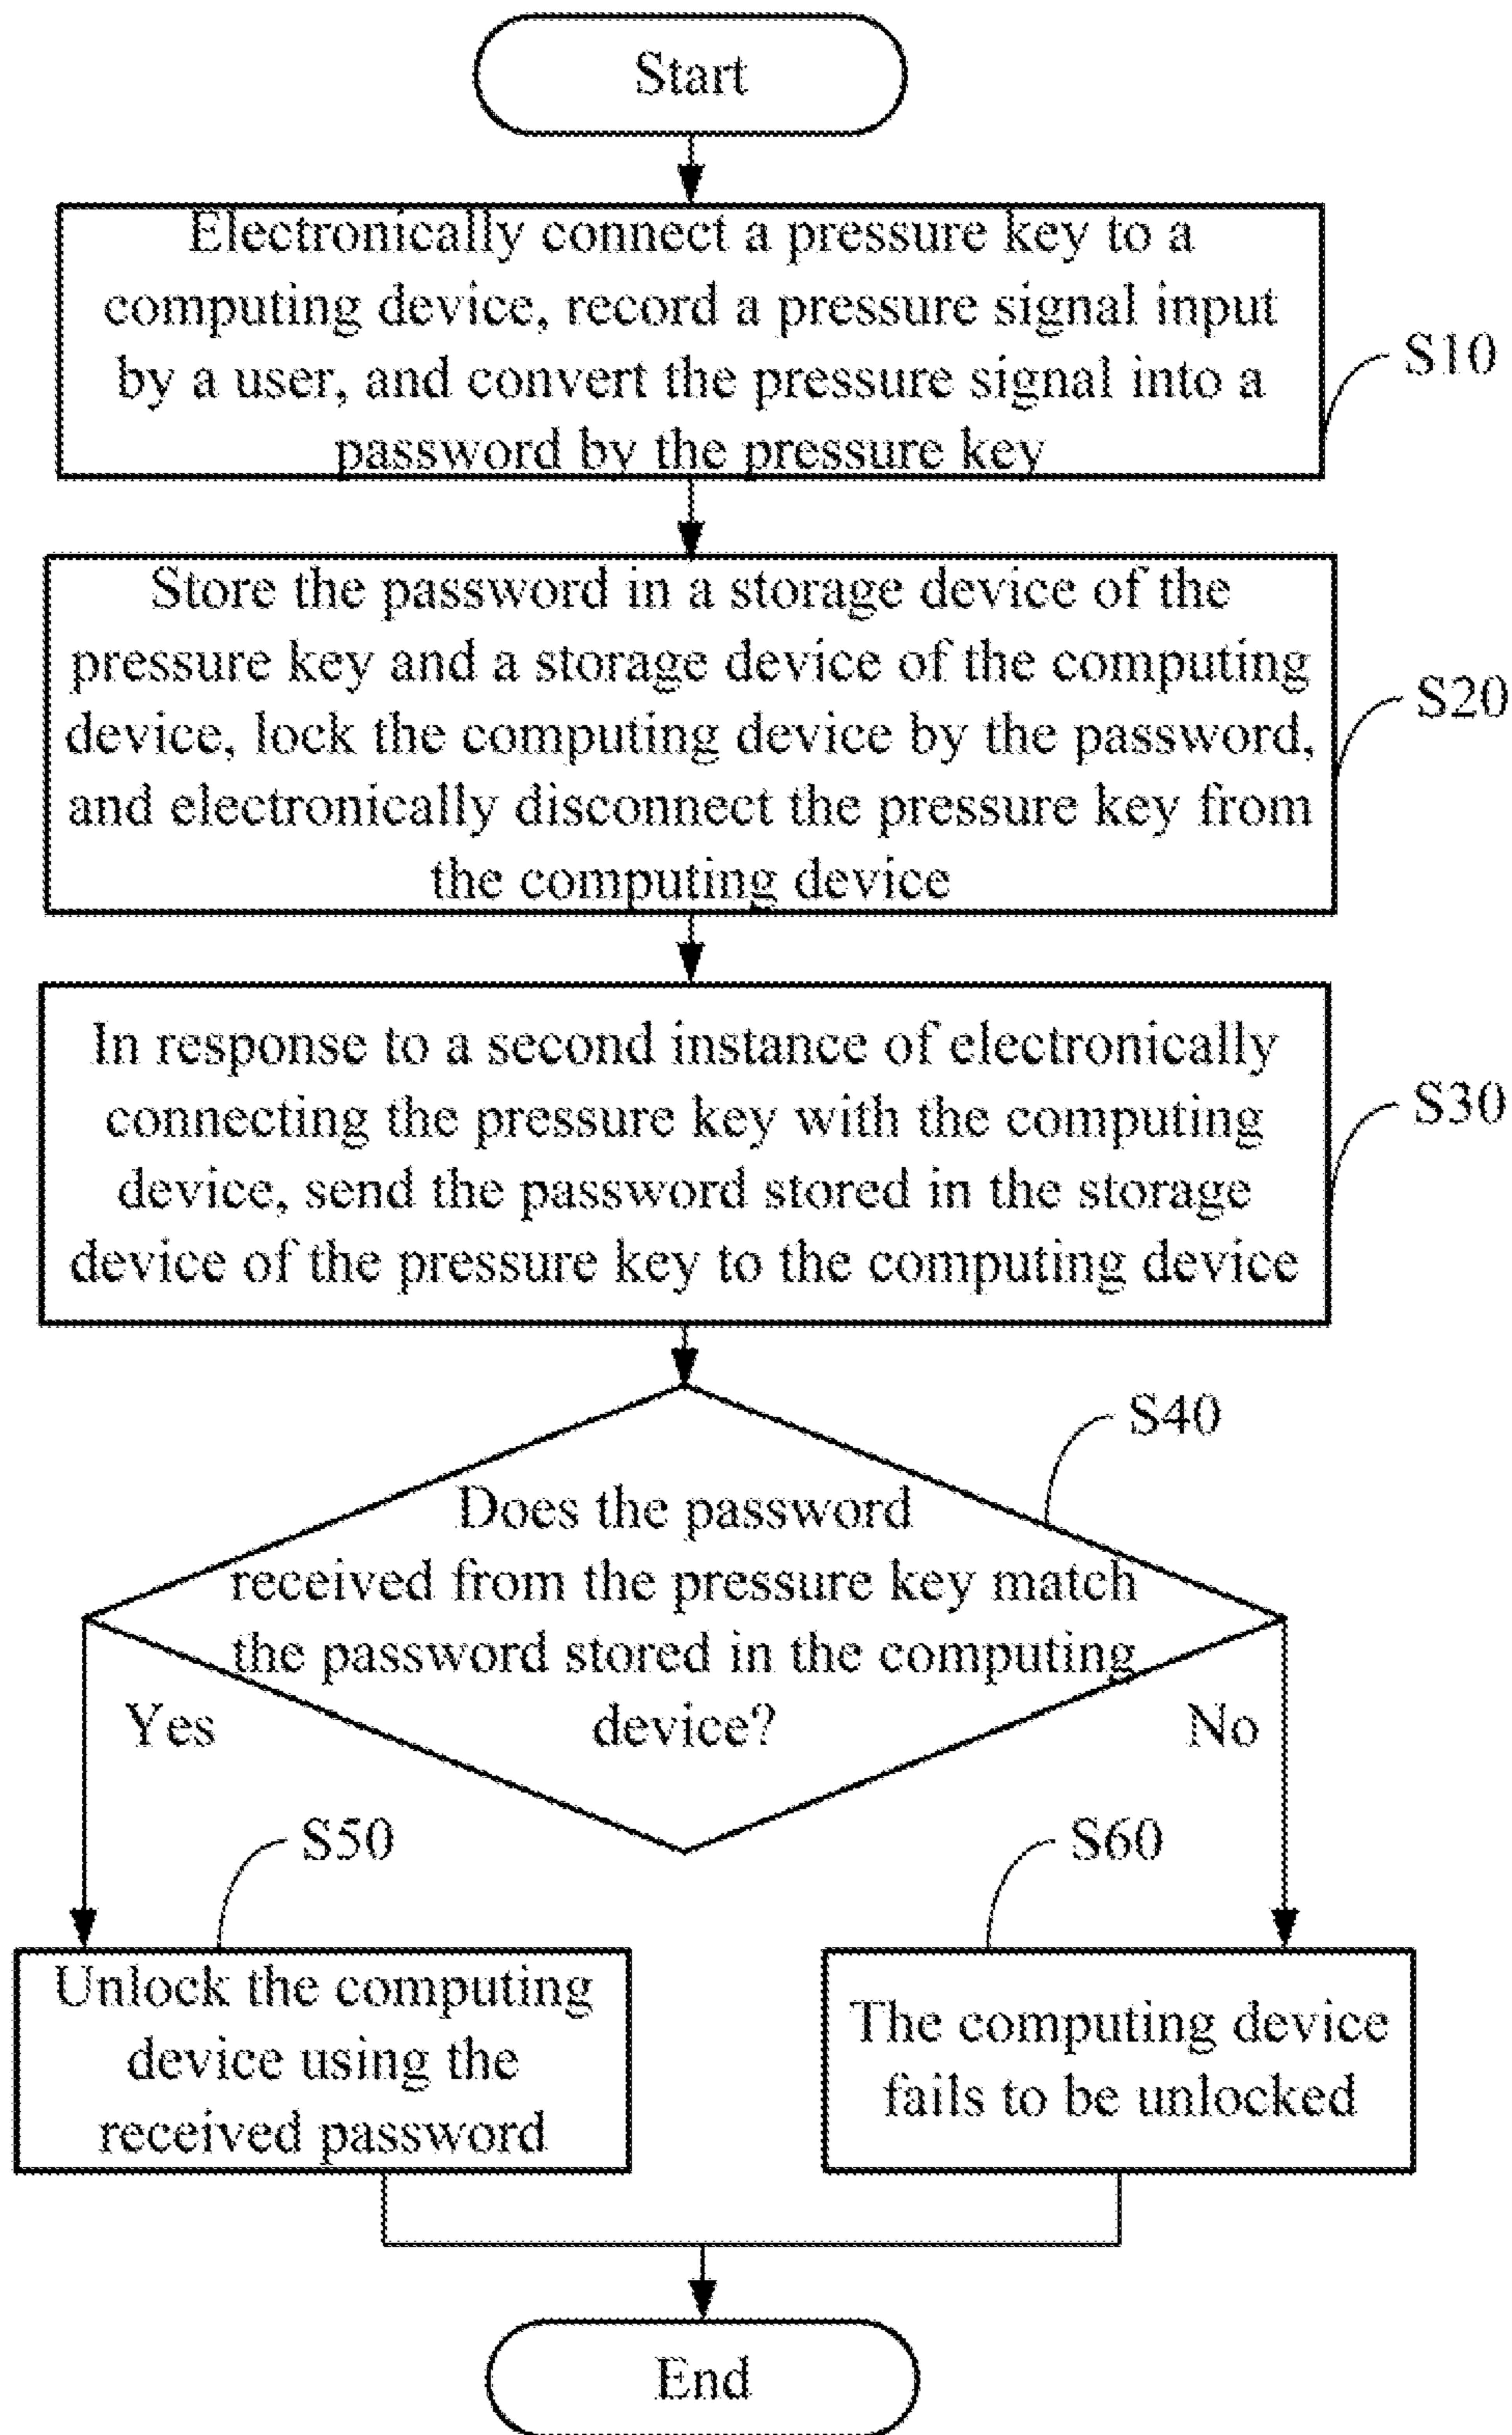 Start
Electronically connect a pressure key to a
computing device, record a pressure signal input
by a user, and convert the pressure signal into a
password by the pressure key
S10
Store the password in a storage device of the
pressure key and a storage device of the computing
device, lock the computing device by the password,
and electronically disconnect the pressure key from
the computing device
S20
In response to a second instance of electronically
connecting the pressure key with the computing
device, send the password stored in the storage
device of the pressure key to the computing device
S30
S40
Does the password
received from the pressure key match
the password stored in the computing
device?
Yes
No
S50
S60
Unlock the computing
device using the
received password
The computing device
fails to be unlocked
End